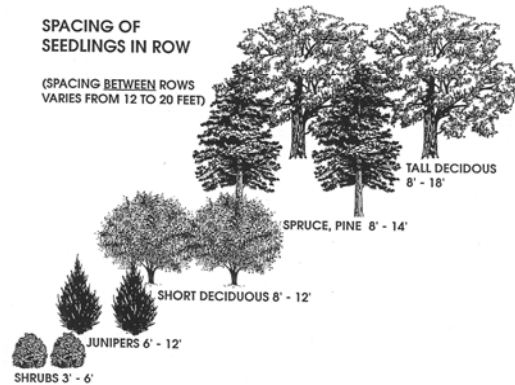 SPACING OF
SEEDLINGS IN ROW
(SPACING BETWEEN ROWS
VARIES FROM 12 TO 20 FEET)
TALL DECIDOUS
8' - 18'
SPRUCE, PINE 8' - 14'
SHORT DECIDUOUS 8' - 12'
JUNIPERS 6' - 12'
SHRUBS 3' - 6'